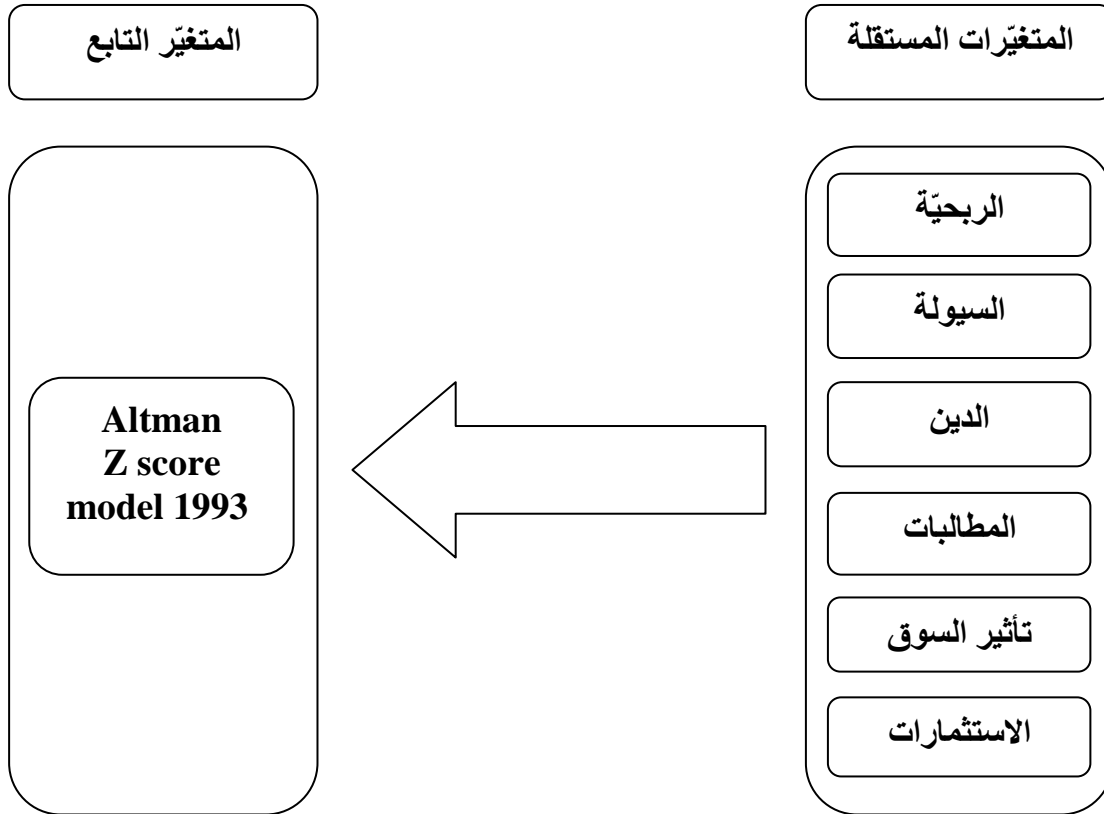 المتغيّرات المستقلة
المتغيّر التابع
الربحيّة
السيولة
الدين
المطالبات
تأثير السوق
الاستثمارات
Altman
Z score
model 1993